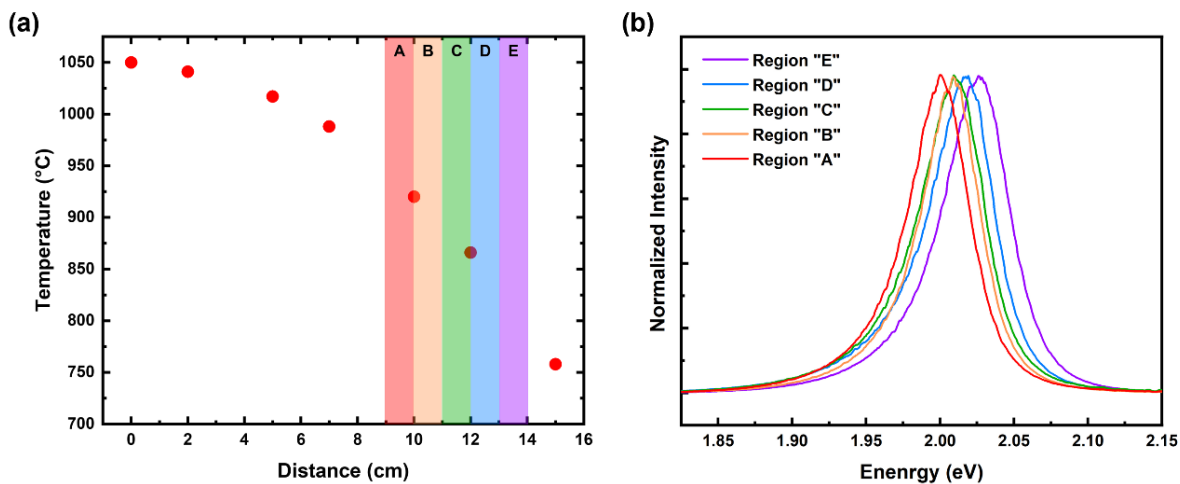 (a)
A B C D E
1050
1000
950
900
850
800
750
700
Temperature (°C)
0 2 4 6 8 10 12 14 16
Distance (cm)
(b)
Region "E"
Region "D"
Region "C"
Region "B"
Region "A"
Normalized Intensity
1.85 1.90 1.95 2.00 2.05 2.10 2.15
Enenrgy (eV)